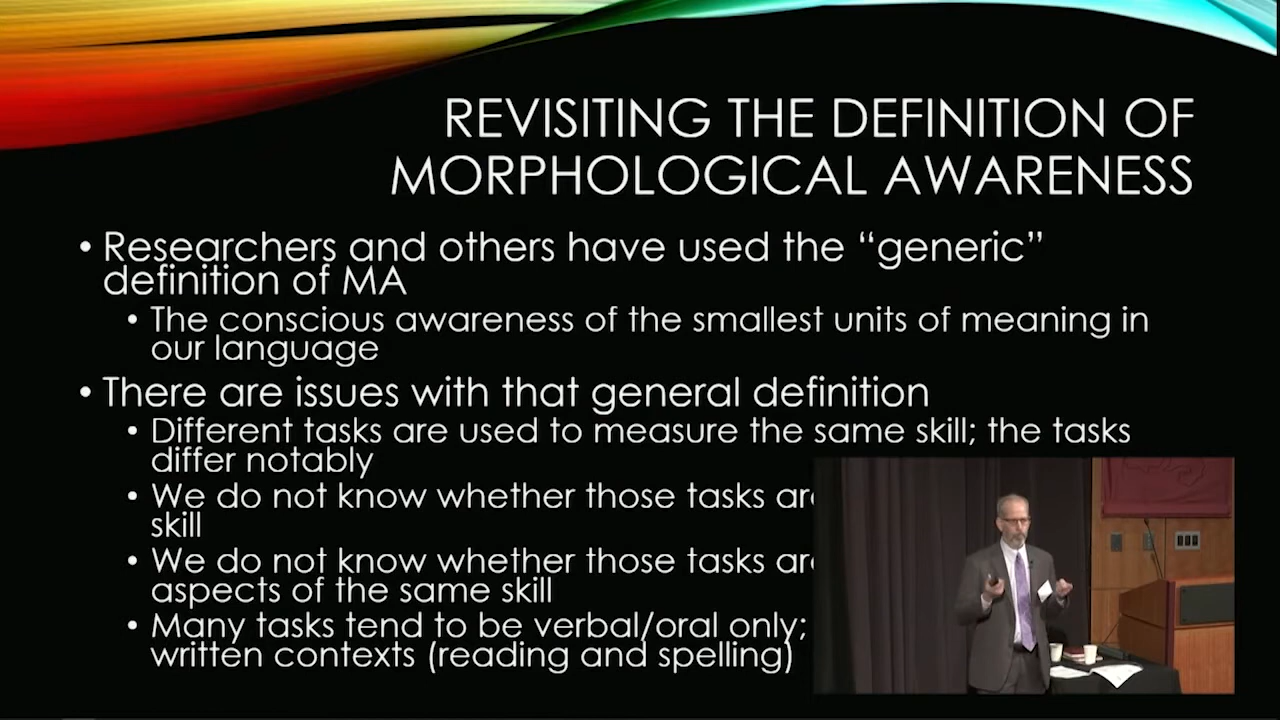 REVISITING THE DEFINITION OF
MORPHOLOGICAL AWARENESS
• Researchers and others have used the “generic”
definition of MA
• The conscious awareness of the smallest units of meaning in
our language
• There are issues with that general definition
• Different tasks are used to measure the same skill; the tasks
differ notably
• We do not know whether those tasks
skill
• We do not know whether those tasks
aspects of the same skill
• Many tasks tend to be verbal/oral only;
written contexts (reading and spelling)